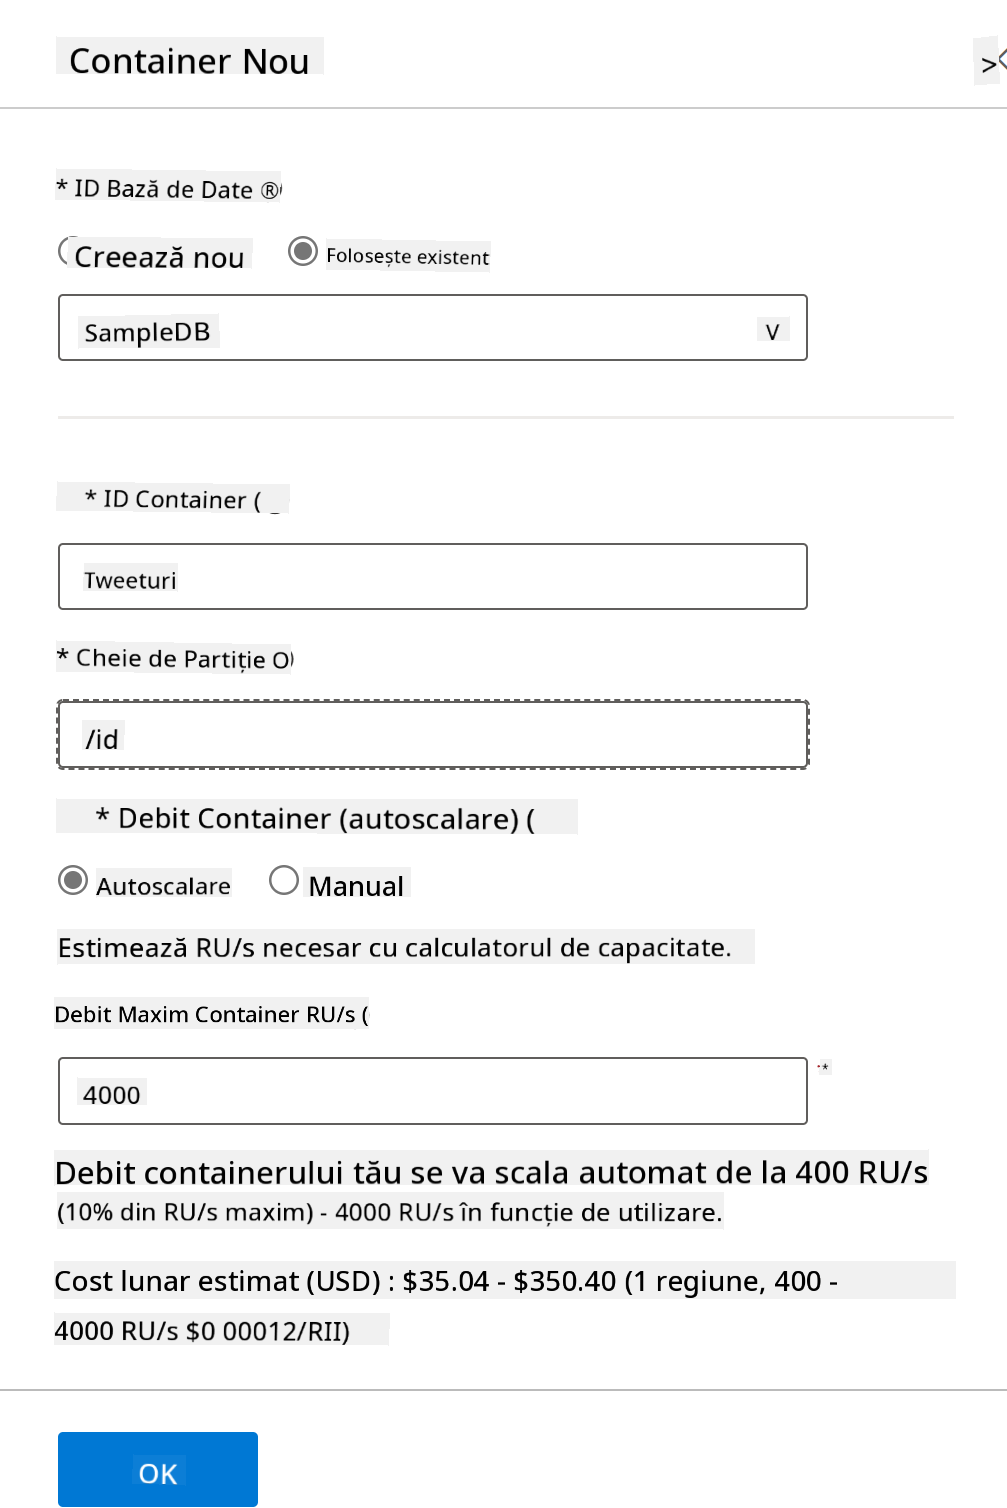 Container Nou
>
* ID Bază de Date ®
Creează nou Folosește existent
SampleDB V
* ID Container (
Tweeturi
* Cheie de Partiție O
/id
* Debit Container (autoscalare) (
Autoscalare Manual
Estimează RU/s necesar cu calculatorul de capacitate.
Debit Maxim Container RU/s (
4000 *
Debit containerului tău se va scala automat de la 400 RU/s
(10% din RU/s maxim) - 4000 RU/s în funcție de utilizare.
Cost lunar estimat (USD) : $35.04 - $350.40 (1 regiune, 400 -
4000 RU/s $0 00012/RII)
OK